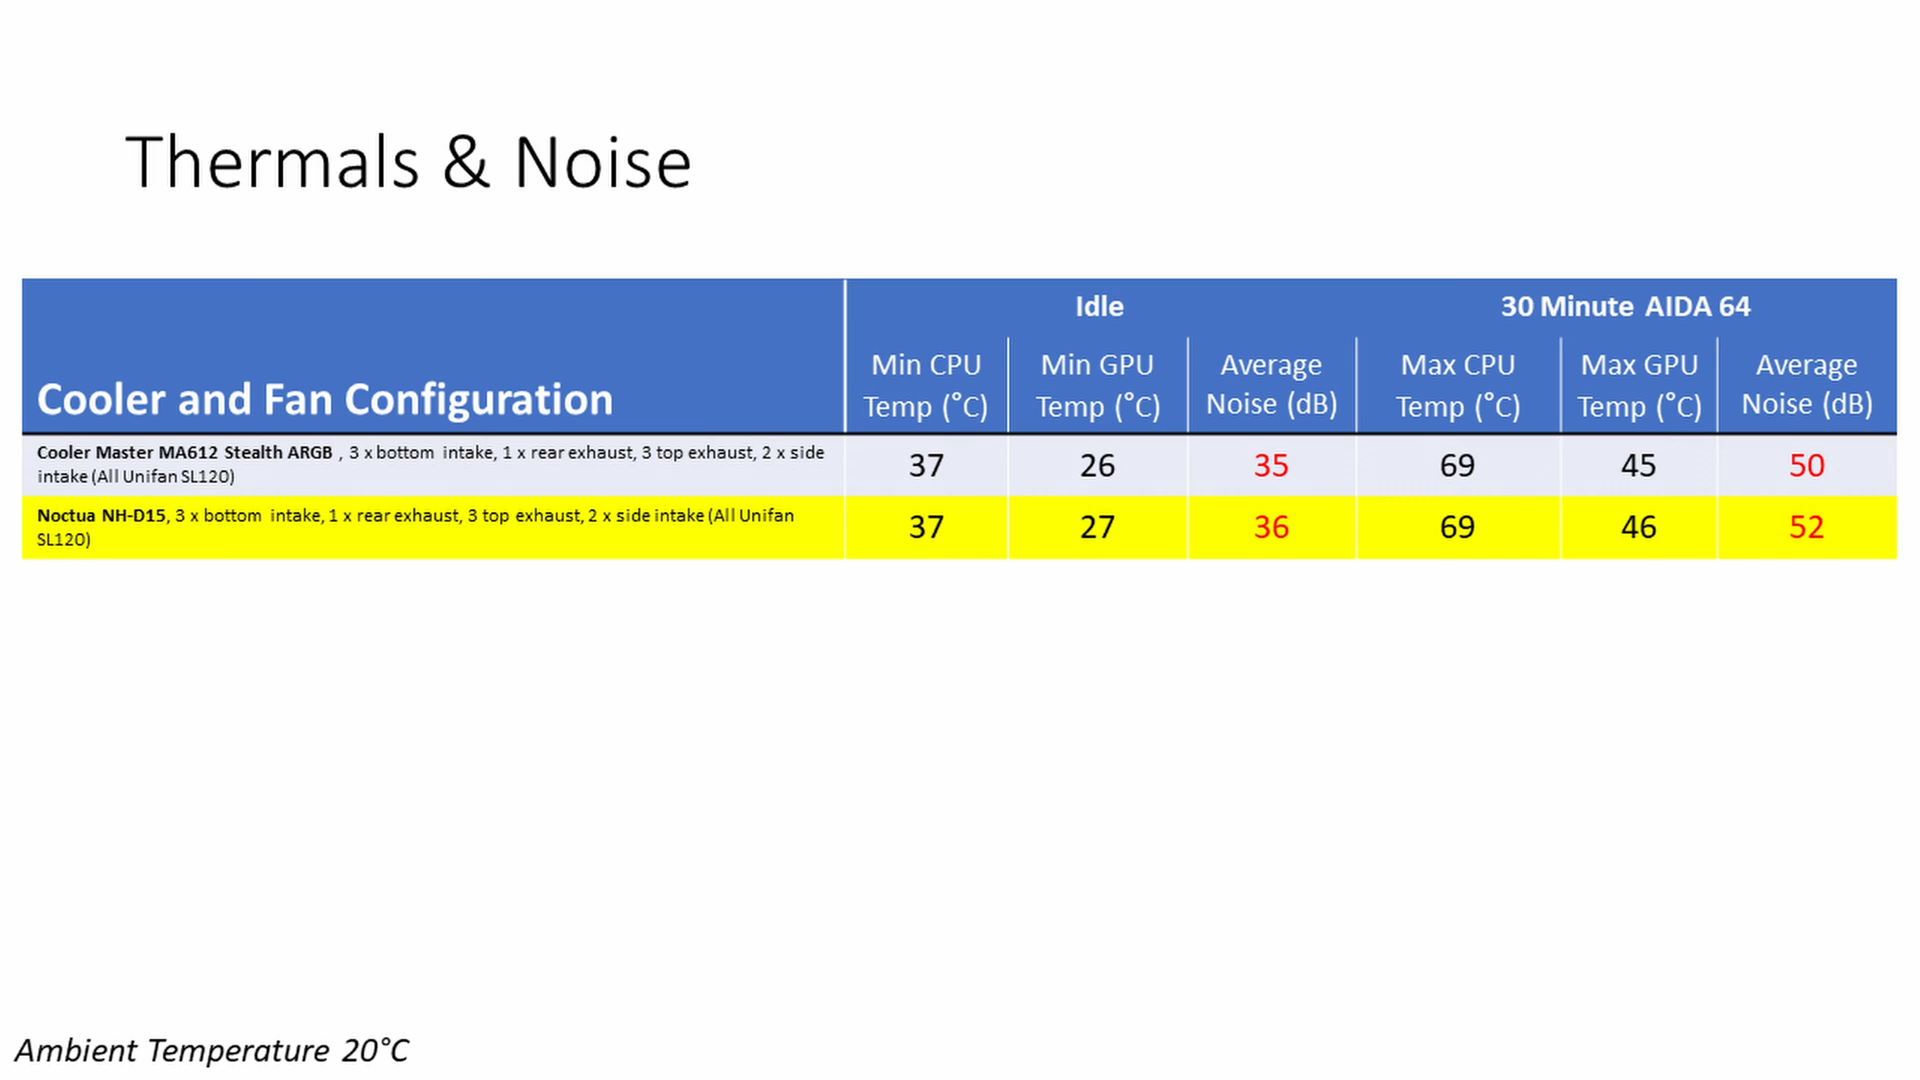 Thermals & Noise
Idle
30 Minute AIDA 64
Cooler and Fan Configuration
Min CPU
Temp (°C)
Min GPU
Temp (°C)
Average
Noise (dB)
Max CPU
Temp (°C)
Max GPU
Temp (°C)
Average
Noise (dB)
Cooler Master MA612 Stealth ARGB , 3 x bottom intake, 1 x rear exhaust, 3 top exhaust, 2 x side
intake (All Unifan SL120)
37 26 35 69 45 50
Noctua NH-D15, 3 x bottom intake, 1 x rear exhaust, 3 top exhaust, 2 x side intake (All Unifan
SL120)
37 27 36 69 46 52
Ambient Temperature 20°C